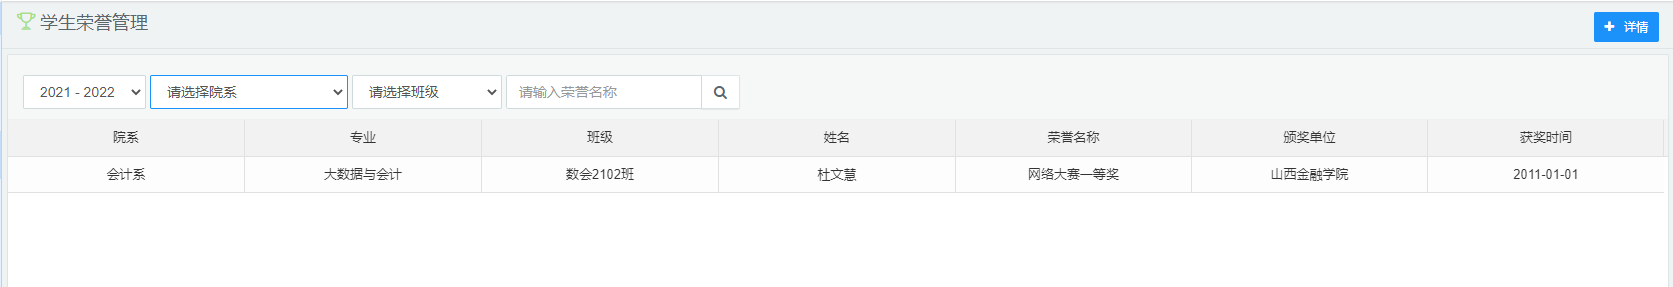 学生荣誉管理
详情
2021 - 2022 请选择院系 请选择班级 请输入荣誉名称
院系 专业 班级 姓名 荣誉名称 颁奖单位 获奖时间
会计系 大数据与会计 数会2102班 杜文慧 网络大赛一等奖 山西金融学院 2011-01-01